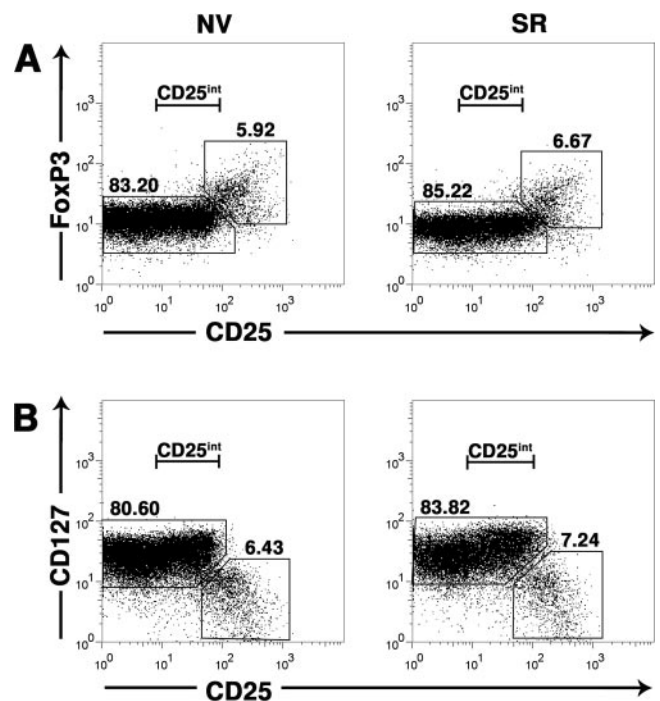 NV
SR
A
FoxP3
10³
10²
10¹
10⁰
CD25ⁱⁿᵗ
5.92
83.20
10⁰ 10¹ 10² 10³
10³
10²
10¹
10⁰
CD25ⁱⁿᵗ
6.67
85.22
10⁰ 10¹ 10² 10³
CD25
B
CD127
10³
10²
10¹
10⁰
CD25ⁱⁿᵗ
80.60
6.43
10⁰ 10¹ 10² 10³
10³
10²
10¹
10⁰
CD25ⁱⁿᵗ
83.82
7.24
10⁰ 10¹ 10² 10³
CD25